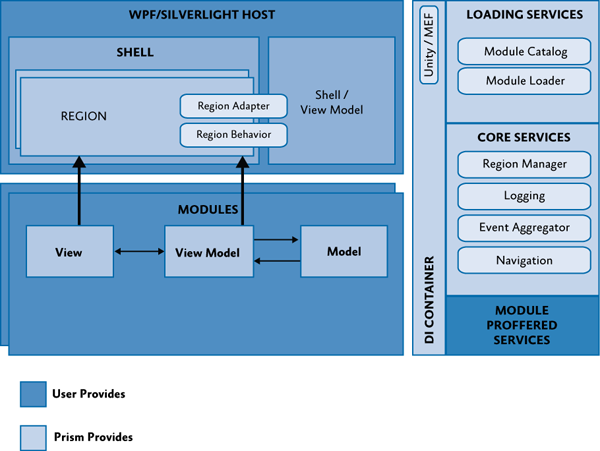 WPF/SILVERLIGHT HOST
SHELL
REGION
Region Adapter
Region Behavior
Shell /
View Model
MODULES
View
View Model
Model
Unity / MEF
DI CONTAINER
LOADING SERVICES
Module Catalog
Module Loader
CORE SERVICES
Region Manager
Logging
Event Aggregator
Navigation
MODULE
PROFFERED
SERVICES
User Provides
Prism Provides